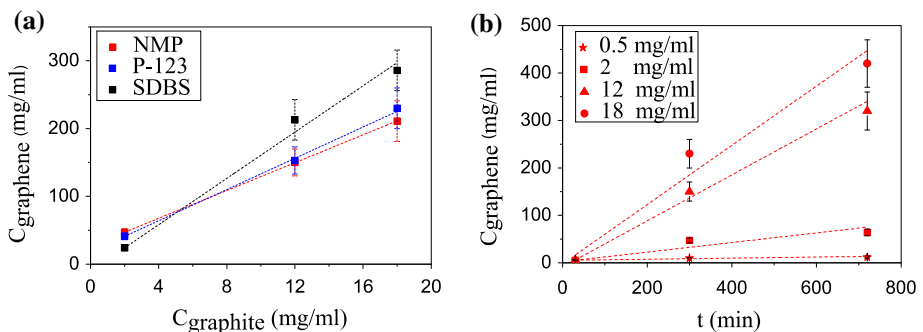 (a)
NMP
P-123
SDBS
300
200
100
0
0
4
8
12
16
20
Cgraphene (mg/ml)
Cgraphite (mg/ml)
(b)
0.5 mg/ml
2 mg/ml
12 mg/ml
18 mg/ml
500
400
300
200
100
0
0
200
400
600
800
Cgraphene (mg/ml)
t (min)